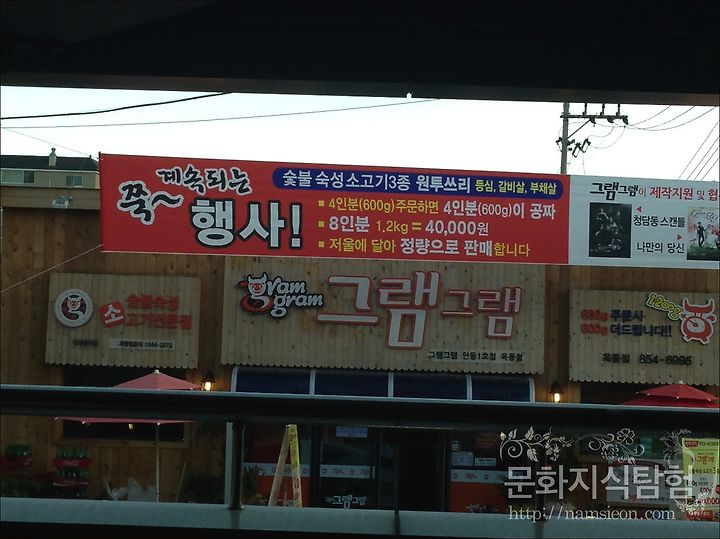 계속되는
쭉~
행사!
숯불 숙성소고기3종 원투쓰리 등심, 갈비살, 부채살
4인분(600g)주문하면 4인분(600g)이 공짜
8인분 1.2kg = 40,000원
저울에 달아 정량으로 판매합니다
그램그램이 제작지원 및 협
청담동스캔들
나만의 당신
숯불숙성
소고기전문점
gram
gram
그램그램
그램그램 안동1호점 옥동점
1200g
600g 주문시
600g 더드립니다!!
옥동점 854-6996
그램그램
문화지식탐험
http://namsieon.com